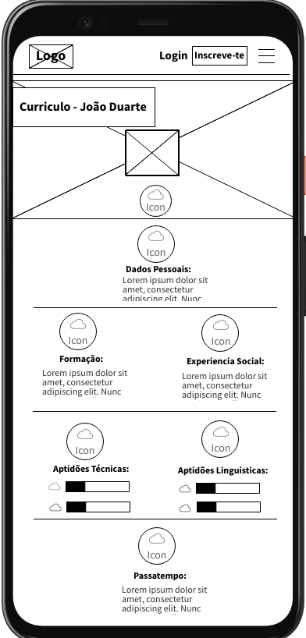 Logo
Login Inscreve-te
Curriculo - João Duarte
Icon
Icon
Dados Pessoais:
Lorem ipsum dolor sit
amet, consectetur
adipiscing elit. Nunc
Icon
Formação:
Lorem ipsum dolor sit
amet, consectetur
adipiscing elit. Nunc
Icon
Experiencia Social:
Lorem ipsum dolor sit
amet, consectetur
adipiscing elit. Nunc
Icon
Aptidões Técnicas:
Icon
Aptidões Linguisticas:
Icon
Passatempo:
Lorem ipsum dolor sit
amet, consectetur
adipiscing elit. Nunc